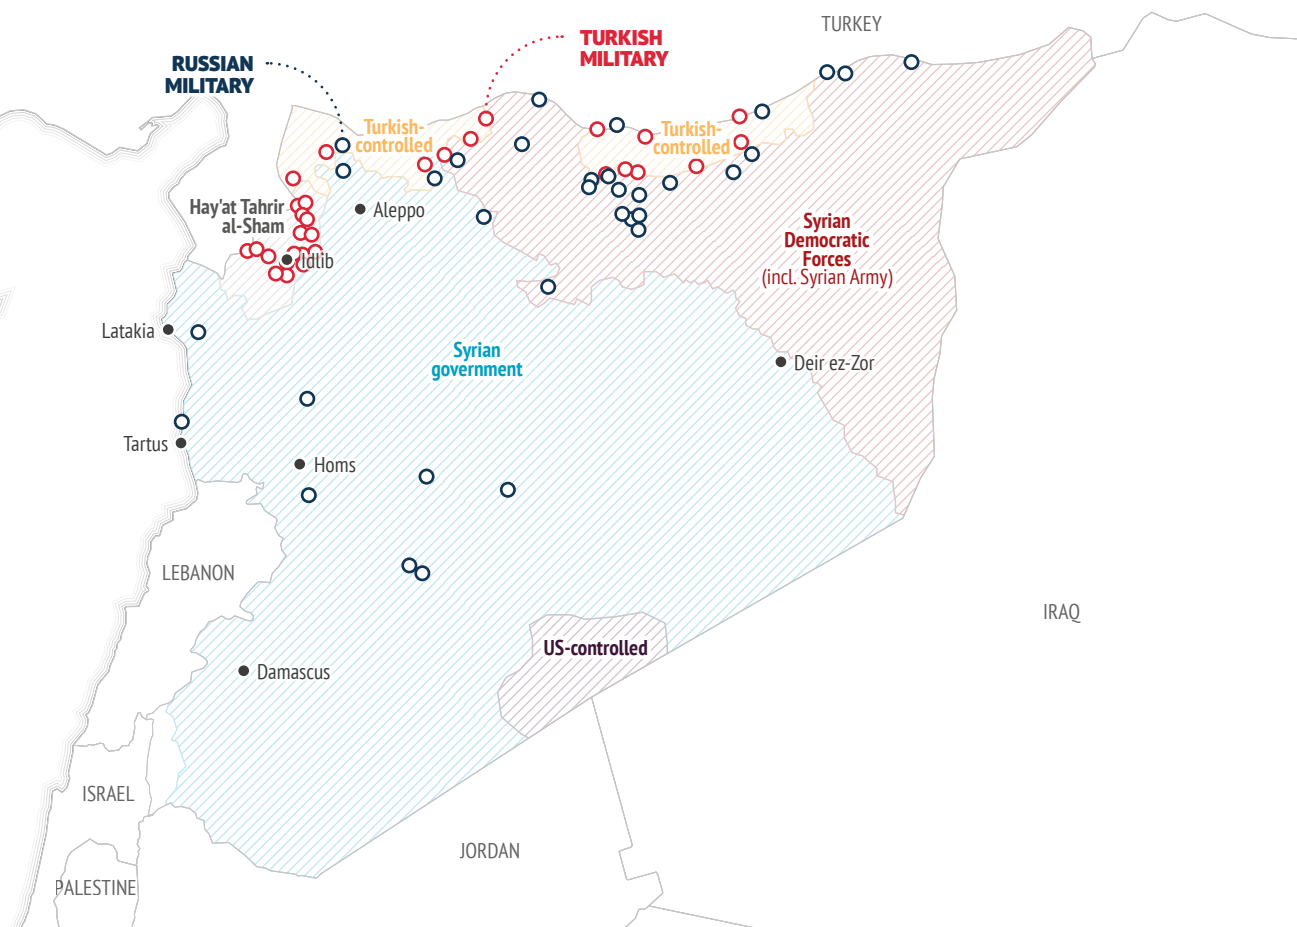 TURKEY
TURKISH
MILITARY
RUSSIAN
MILITARY
Turkish-
controlled
Turkish-
controlled
Hay'at Tahrir
al-Sham
Aleppo
Idlib
Syrian
Democratic
Forces
(incl. Syrian Army)
Latakia
Syrian
government
Deir ez-Zor
Tartus
Homs
LEBANON
IRAQ
US-controlled
Damascus
ISRAEL
JORDAN
PALESTINE